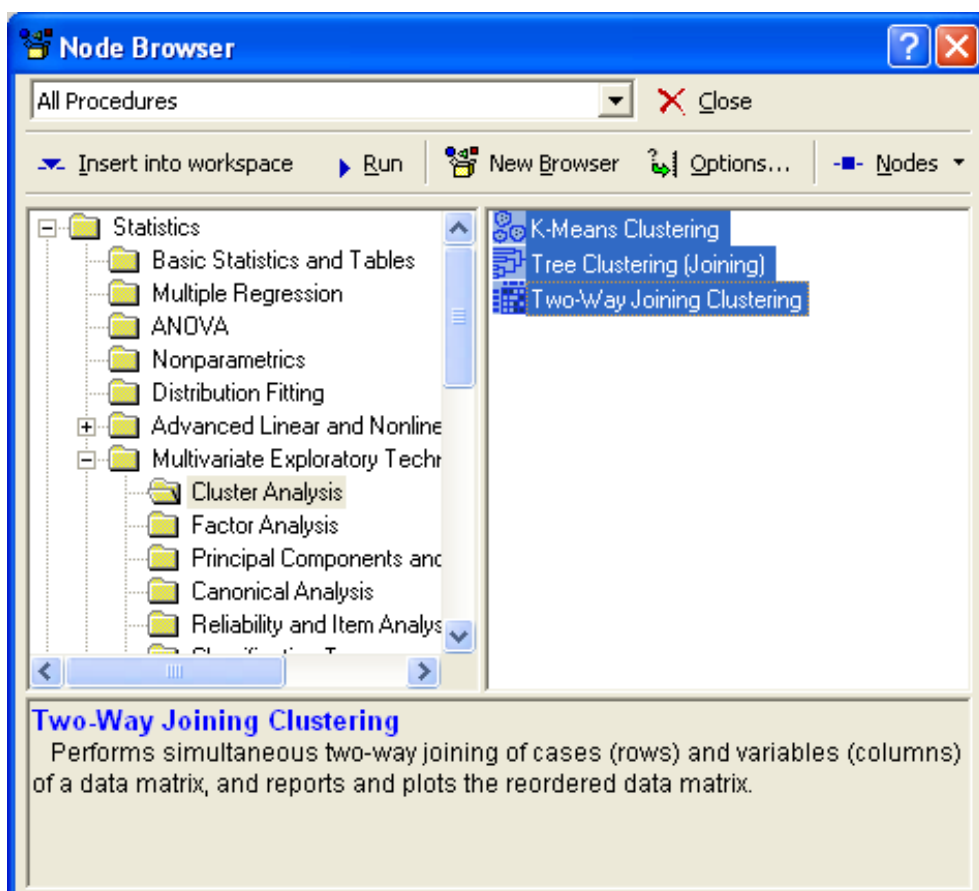 Node Browser
All Procedures
Close
Insert into workspace
Run
New Browser
Options...
Nodes
Statistics
Basic Statistics and Tables
Multiple Regression
ANOVA
Nonparametrics
Distribution Fitting
Advanced Linear and Nonline
Multivariate Exploratory Techr
Cluster Analysis
Factor Analysis
Principal Components and
Canonical Analysis
Reliability and Item Analys
K-Means Clustering
Tree Clustering (Joining)
Two-Way Joining Clustering
Two-Way Joining Clustering
Performs simultaneous two-way joining of cases (rows) and variables (columns)
of a data matrix, and reports and plots the reordered data matrix.